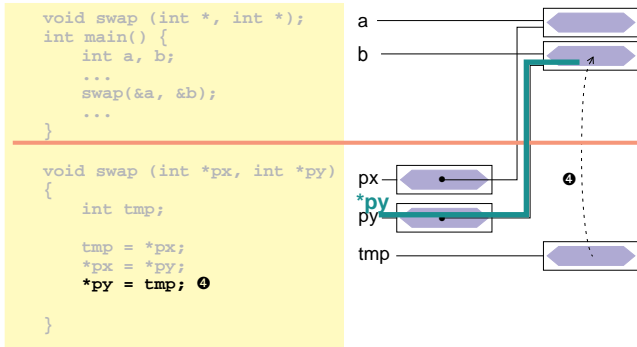 void swap (int *, int *);
int main() {
int a, b;
...
swap(&a, &b);
...
}
void swap (int *px, int *py)
{
int tmp;
tmp = *px;
*px = *py;
*py = tmp; ❹
}
a
b
px
*py
py
tmp
❹